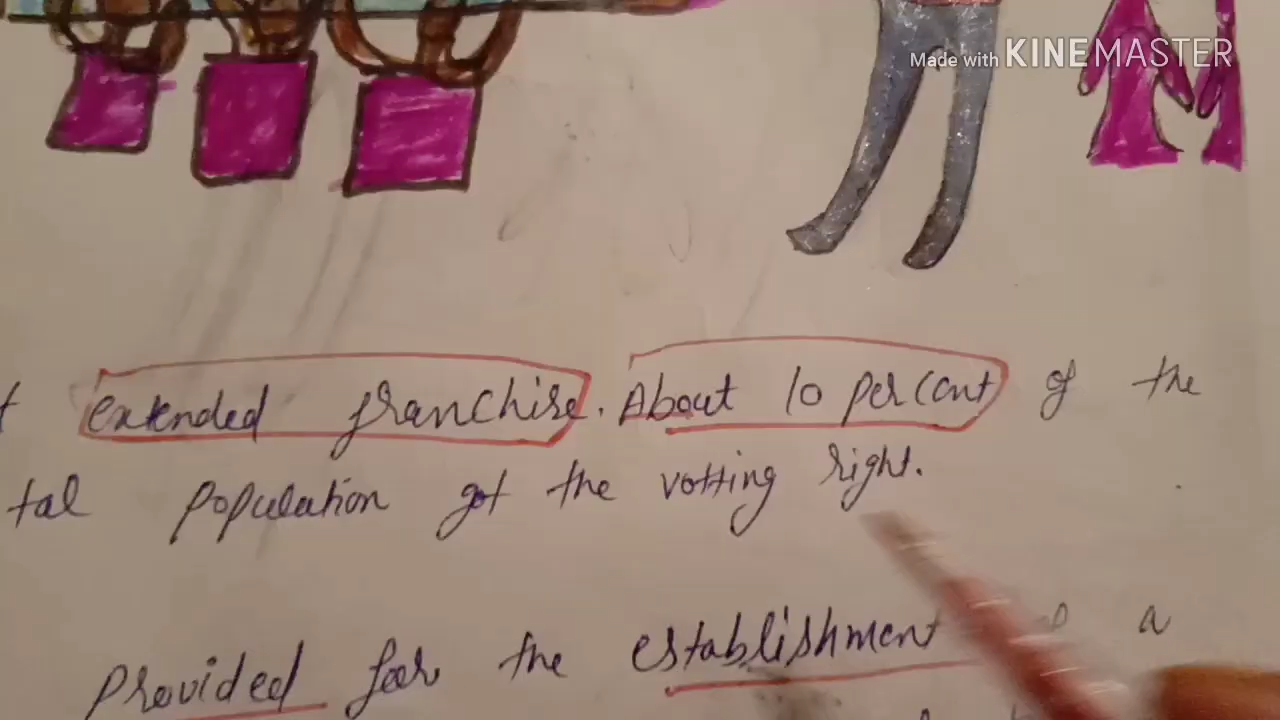 Made with KINEMASTER
extended franchise. About 10 percent of the
tal population got the votting right.
Provided for the establishment a